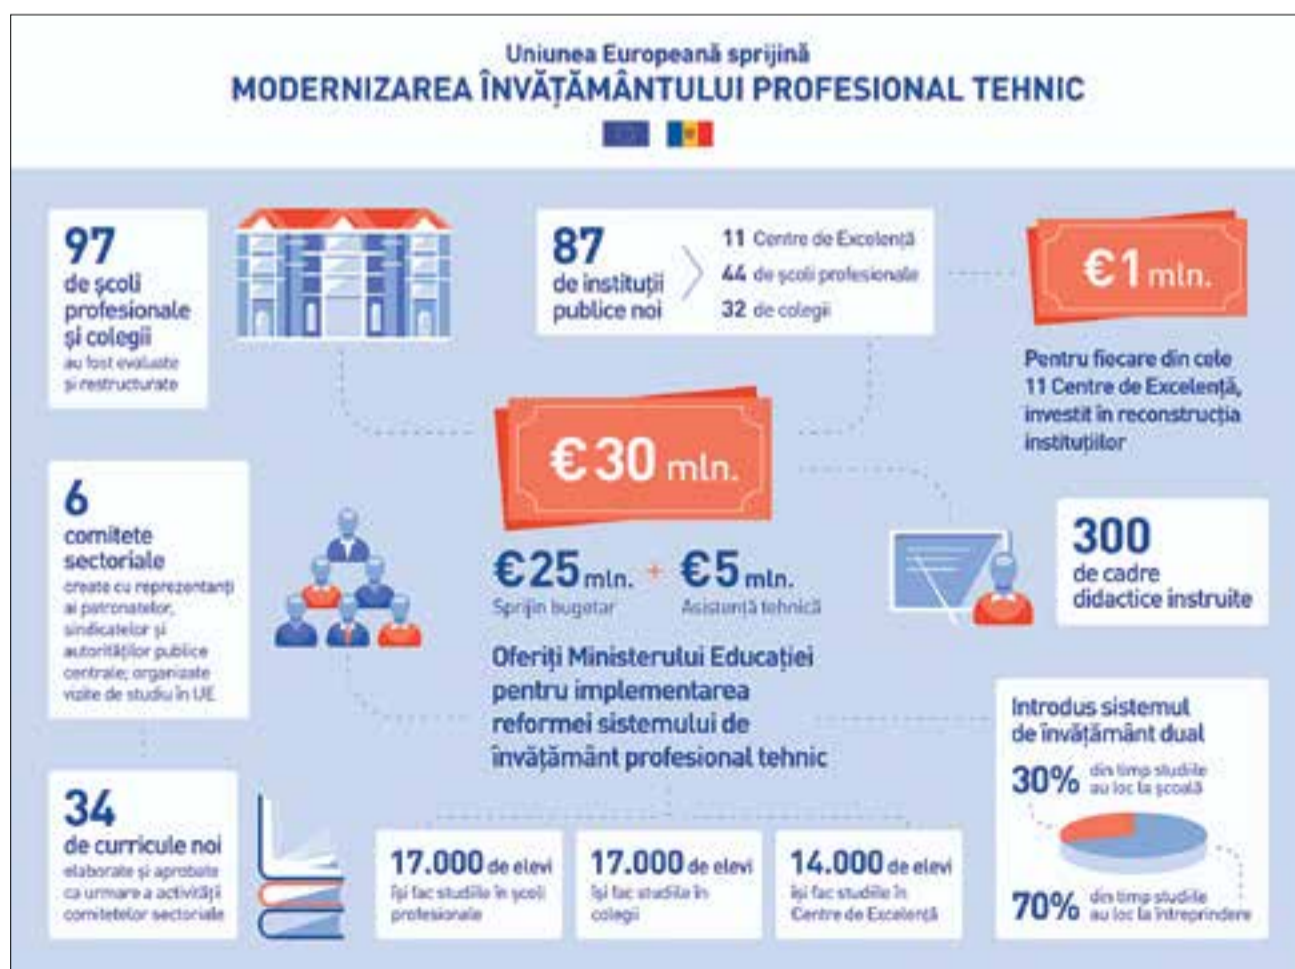 Uniunea Europeană sprijină
MODERNIZAREA ÎNVĂȚĂMÂNTULUI PROFESIONAL TEHNIC
97
de școli
profesionale
și colegii
au fost evaluate
și restructurate
87
de instituții
publice noi
11 Centre de Excelență
44 de școli profesionale
32 de colegii
€1 mln.
Pentru fiecare din cele
11 Centre de Excelență,
investit în reconstrucția
instituțiilor
€30 mln.
€25 mln. + €5 mln.
Sprijin bugetar
Asistență tehnică
Oferiți Ministerului Educației
pentru implementarea
reformei sistemului de
învățământ profesional tehnic
6
comitete
sectoriale
create cu reprezentanți
ai patronatelor,
sindicatelor și
autorităților publice
centrale; organizate
vizite de studiu în UE
300
de cadre
didactice instruite
34
de curricule noi
elaborate și aprobate
ca urmare a activități
comitetelor sectoriale
17.000 de elevi
își fac studiile în școli
profesionale
17.000 de elevi
își fac studiile în
colegii
14.000 de elevi
își fac studiile în
Centre de Excelență
Introdus sistemul
de învățământ dual
30% din timp studiile
au loc la școală
70% din timp studiile
au loc la întreprindere